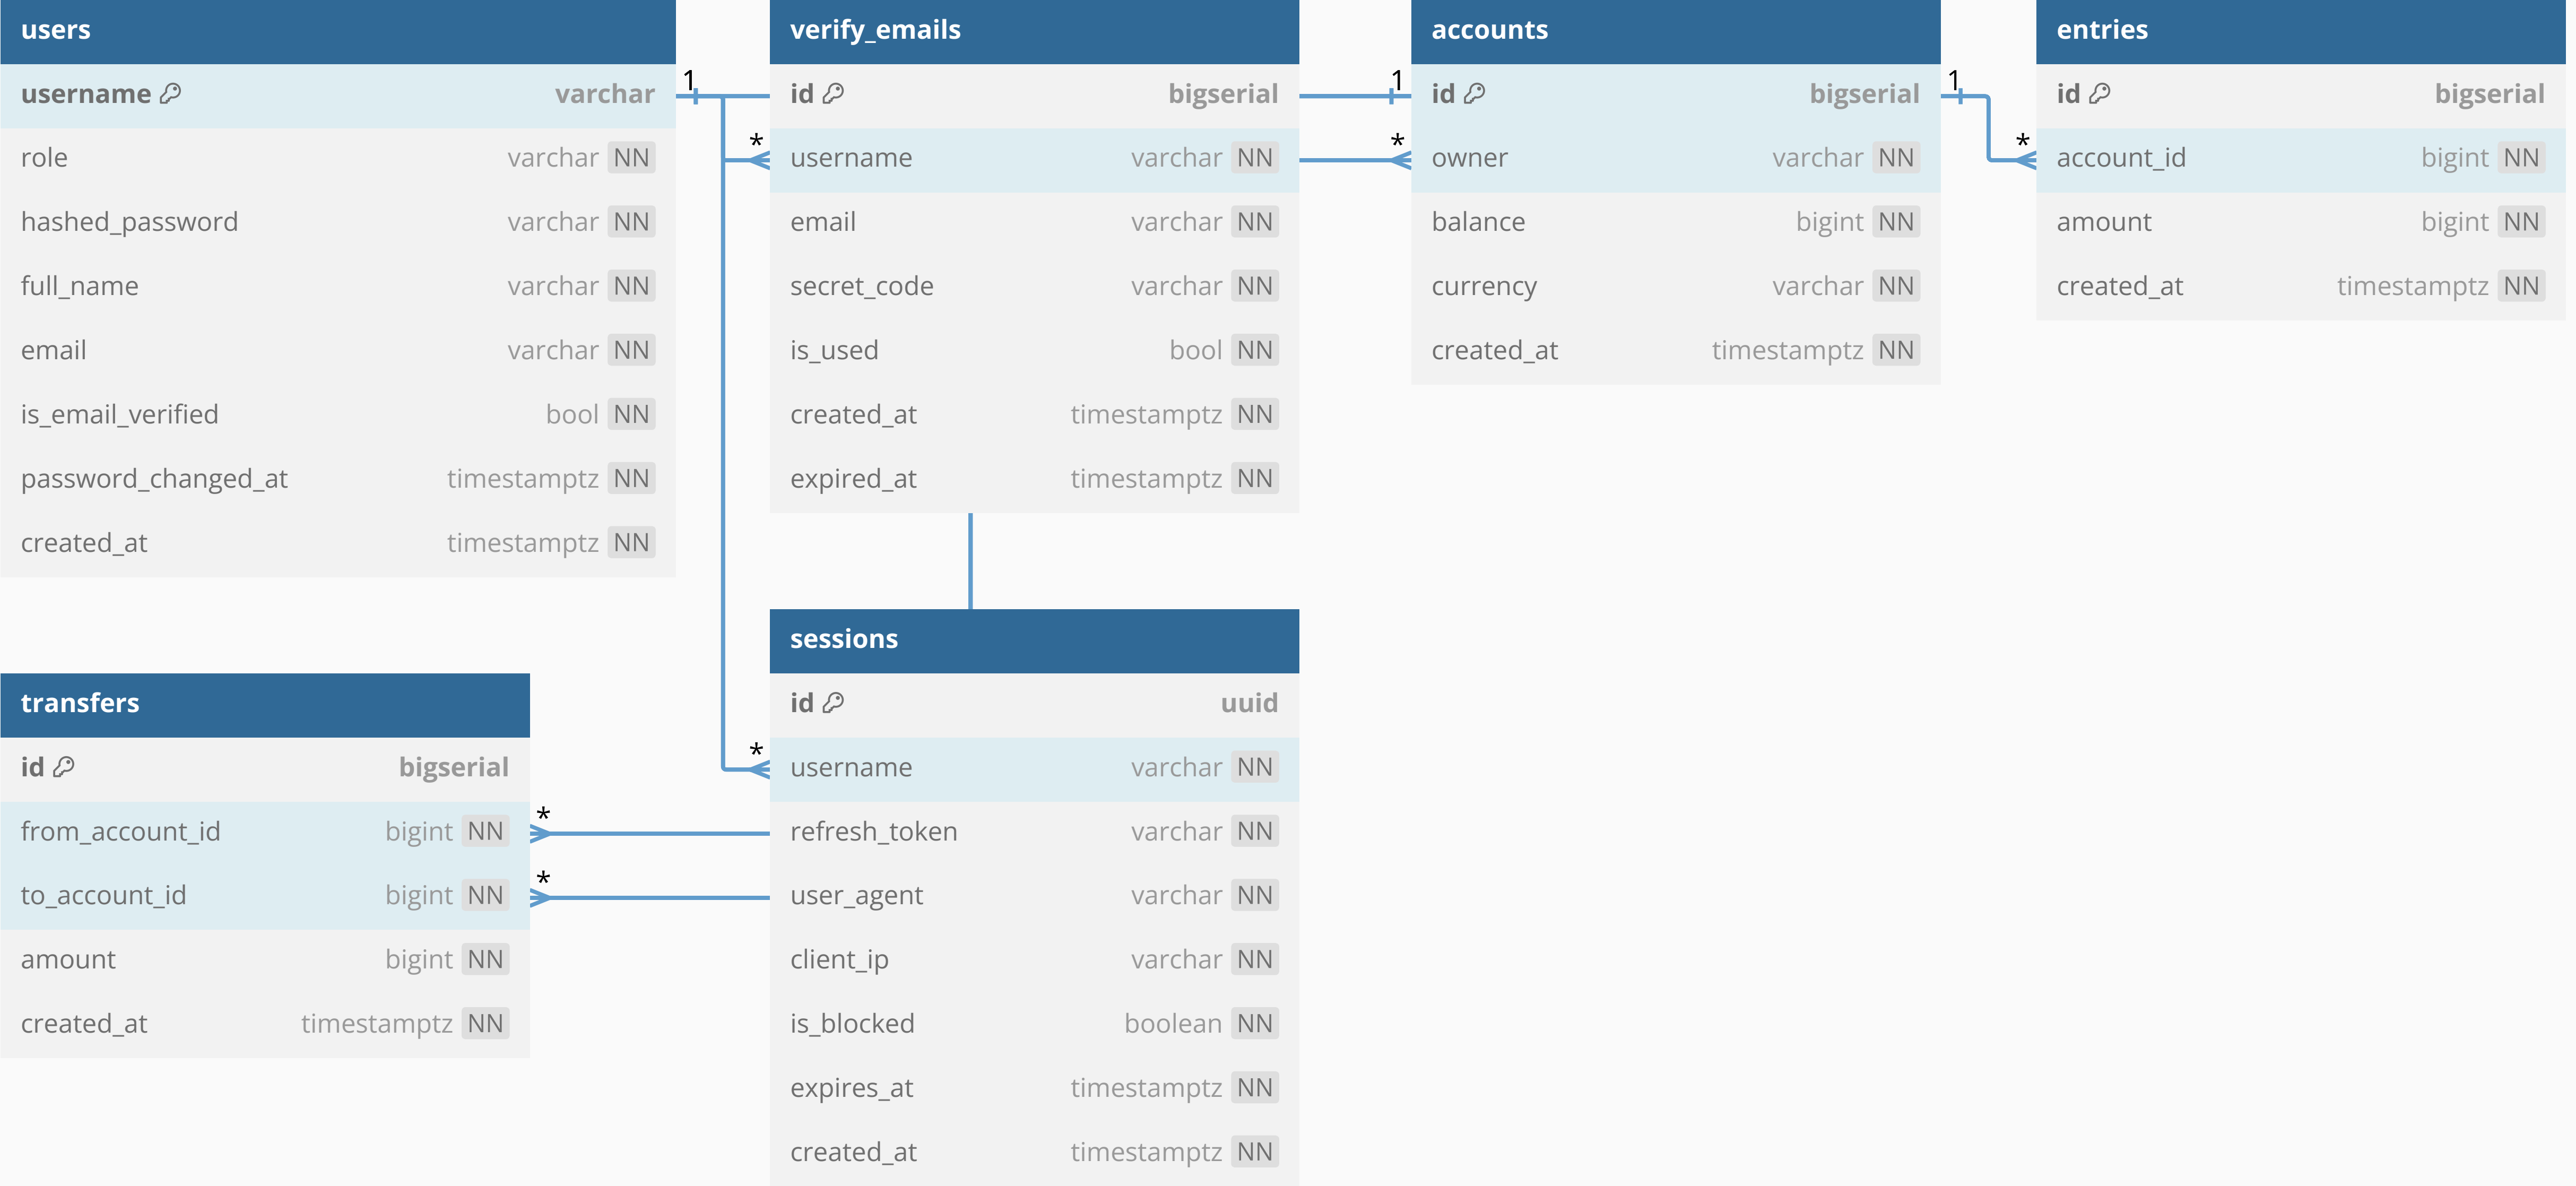 users
username varchar
role varchar NN
hashed_password varchar NN
full_name varchar NN
email varchar NN
is_email_verified bool NN
password_changed_at timestamptz NN
created_at timestamptz NN
1
*
*
verify_emails
id bigserial
username varchar NN
email varchar NN
secret_code varchar NN
is_used bool NN
created_at timestamptz NN
expired_at timestamptz NN
1
*
accounts
id bigserial
owner varchar NN
balance bigint NN
currency varchar NN
created_at timestamptz NN
1
*
entries
id bigserial
account_id bigint NN
amount bigint NN
created_at timestamptz NN
transfers
id bigserial
from_account_id bigint NN
to_account_id bigint NN
amount bigint NN
created_at timestamptz NN
*
*
sessions
id uuid
username varchar NN
refresh_token varchar NN
user_agent varchar NN
client_ip varchar NN
is_blocked boolean NN
expires_at timestamptz NN
created_at timestamptz NN